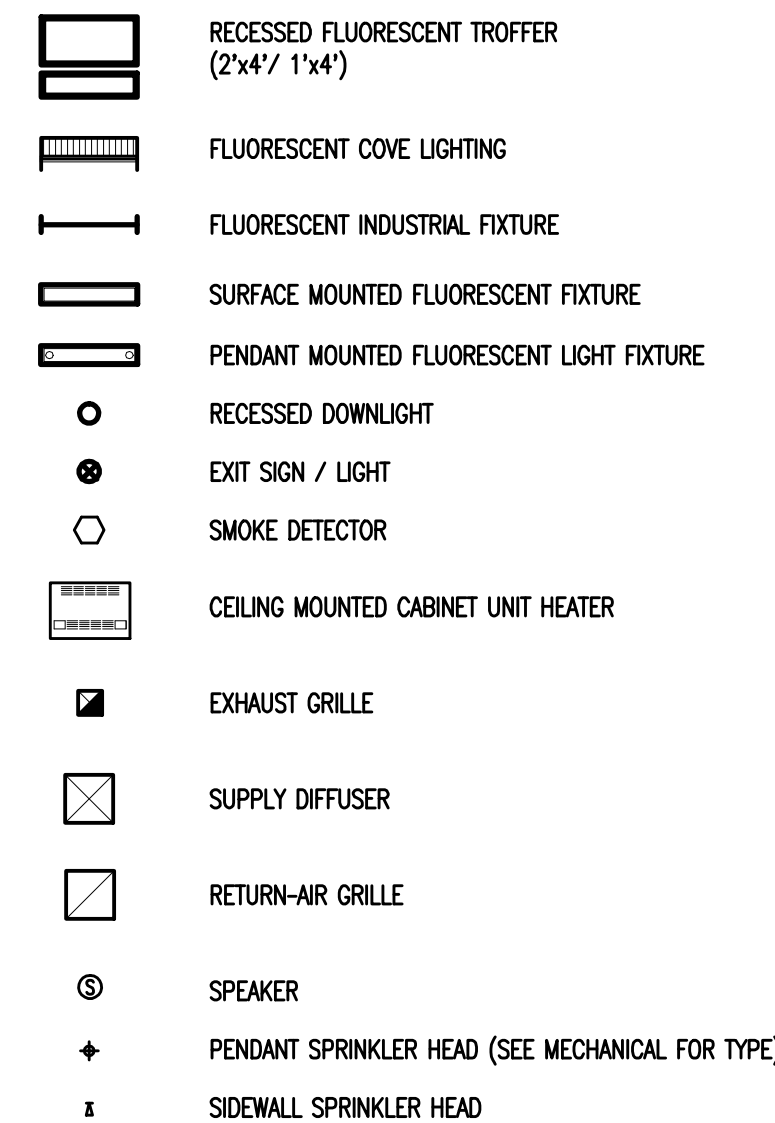 RECESSED FLUORESCENT TROFFER
(2'x4'/ 1'x4')
FLUORESCENT COVE LIGHTING
FLUORESCENT INDUSTRIAL FIXTURE
SURFACE MOUNTED FLUORESCENT FIXTURE
PENDANT MOUNTED FLUORESCENT LIGHT FIXTURE
RECESSED DOWNLIGHT
EXIT SIGN / LIGHT
SMOKE DETECTOR
CEILING MOUNTED CABINET UNIT HEATER
EXHAUST GRILLE
SUPPLY DIFFUSER
RETURN-AIR GRILLE
S SPEAKER
PENDANT SPRINKLER HEAD (SEE MECHANICAL FOR TYPE)
SIDEWALL SPRINKLER HEAD